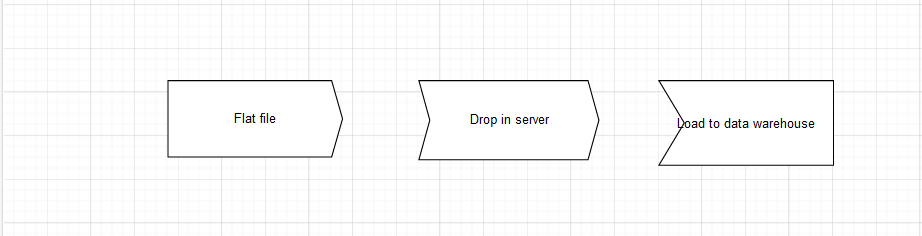 Flat file
Drop in server
Load to data warehouse